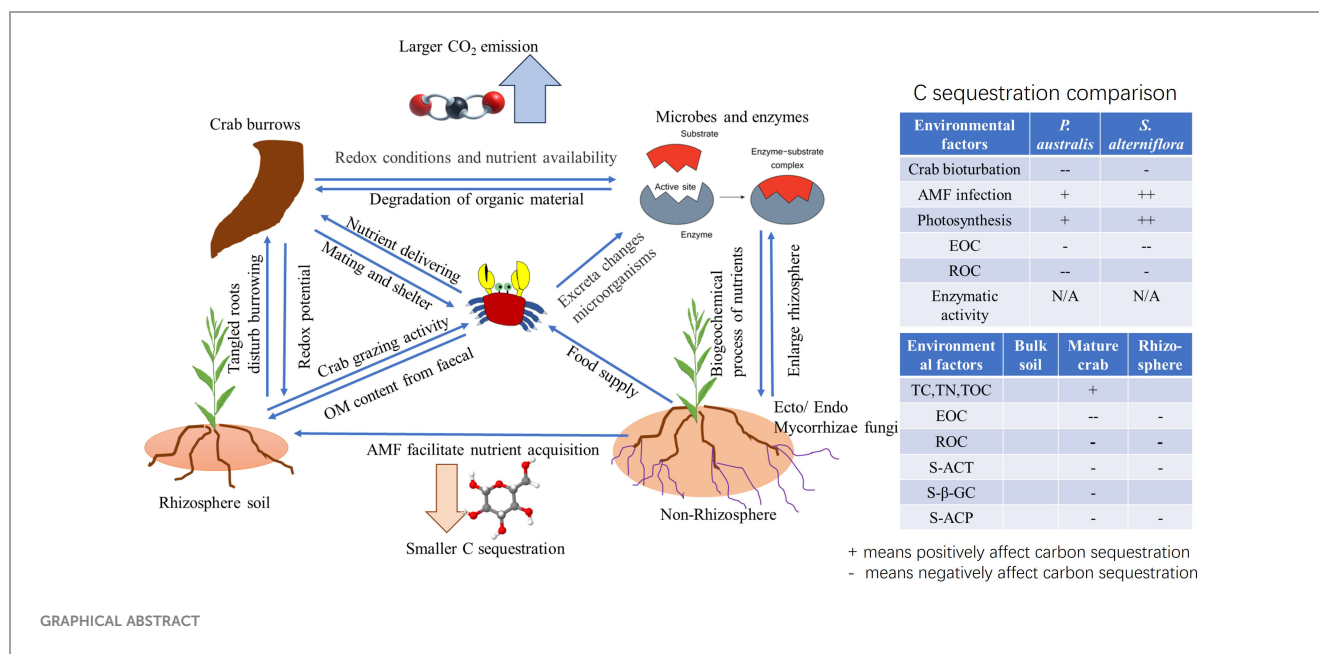 Larger CO₂ emission
Crab burrows
Microbes and enzymes
Substrate
Enzyme-substrate
complex
Active site
Enzyme
Redox conditions and nutrient availability
Degradation of organic material
Nutrient delivering
Mating and shelter
Excreta changes
microorganisms
Tangled roots
disturb burrowing
Redox potential
Crab grazing activity
OM content from faecal
Food supply
Biogeochemical
process of nutrients
Enlarge rhizosphere
Ecto/ Endo
Mycorrhizae fungi
AMF facilitate nutrient acquisition
Rhizosphere soil
Non-Rhizosphere
Smaller C sequestration
C sequestration comparison
Environmental factors P. australis S. alterniflora
Crab bioturbation -- -
AMF infection + ++
Photosynthesis + ++
EOC - --
ROC -- -
Enzymatic activity N/A N/A
Environment al factors Bulk soil Mature crab Rhizo- sphere
TC,TN,TOC +
EOC -- -
ROC - -
S-ACT - -
S-β-GC -
S-ACP - -
+ means positively affect carbon sequestration
- means negatively affect carbon sequestration
GRAPHICAL ABSTRACT